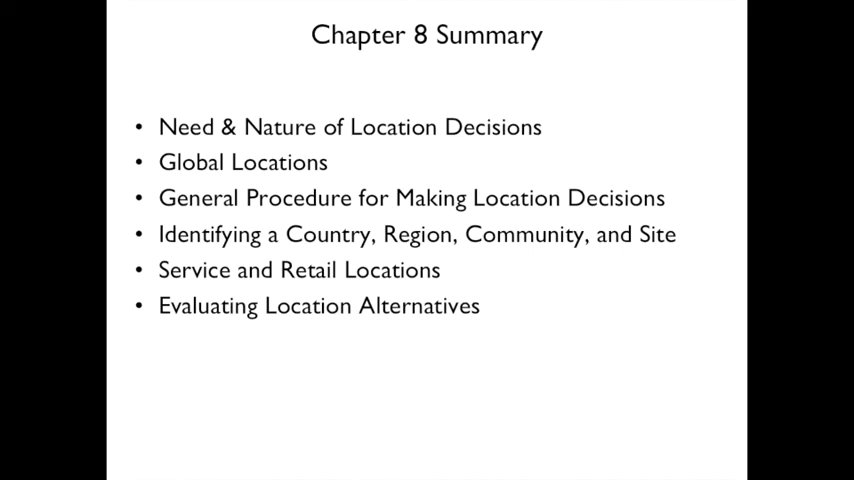 Chapter 8 Summary
• Need & Nature of Location Decisions
• Global Locations
• General Procedure for Making Location Decisions
• Identifying a Country, Region, Community, and Site
• Service and Retail Locations
• Evaluating Location Alternatives